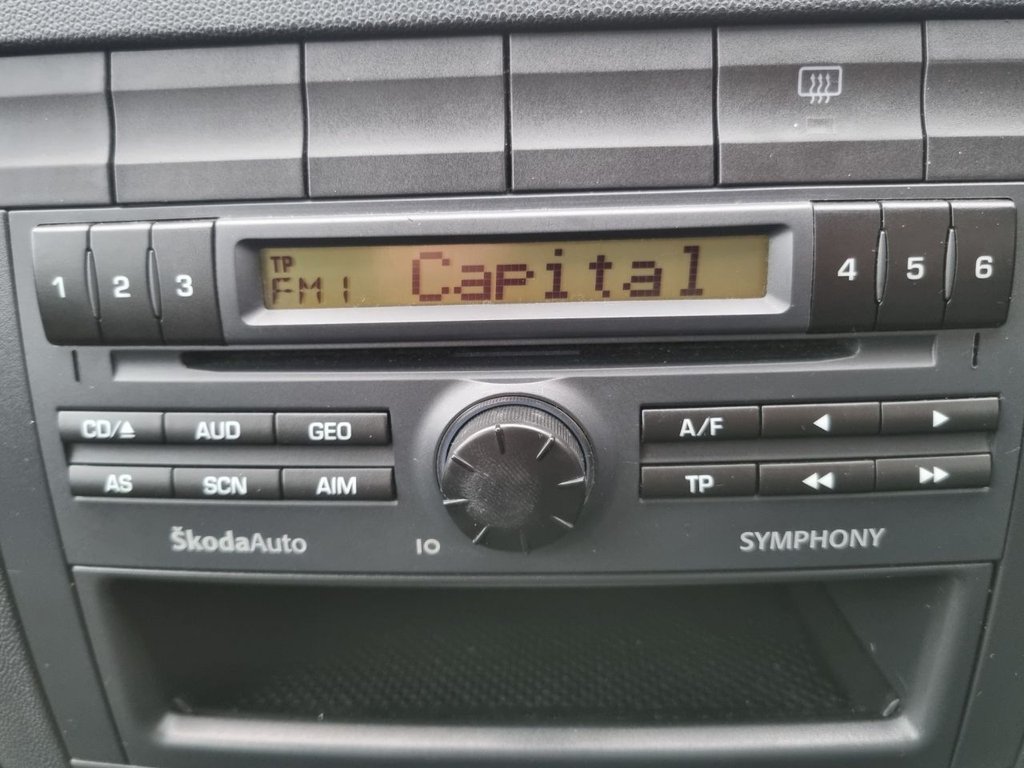 TP
FM1 Capital
1 2 3
4 5 6
CD/ AUD GEO
AS SCN AIM
A/F
TP
ŠkodaAuto
IO
SYMPHONY